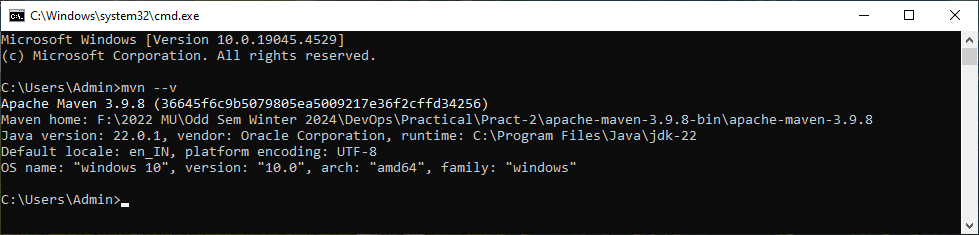 C:\Windows\system32\cmd.exe
Microsoft Windows [Version 10.0.19045.4529]
(c) Microsoft Corporation. All rights reserved.
C:\Users\Admin>mvn --v
Apache Maven 3.9.8 (36645f6c9b5079805ea5009217e36f2cffd34256)
Maven home: F:\2022 MU\Odd Sem Winter 2024\DevOps\Practical\Pract-2\apache-maven-3.9.8-bin\apache-maven-3.9.8
Java version: 22.0.1, vendor: Oracle Corporation, runtime: C:\Program Files\Java\jdk-22
Default locale: en_IN, platform encoding: UTF-8
OS name: "windows 10", version: "10.0", arch: "amd64", family: "windows"
C:\Users\Admin>